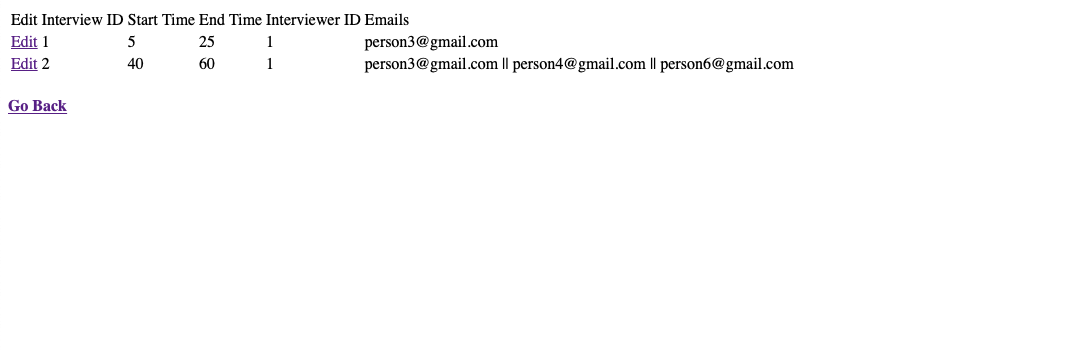 Edit Interview ID Start Time End Time Interviewer ID Emails
Edit 1 5 25 1 person3@gmail.com
Edit 2 40 60 1 person3@gmail.com || person4@gmail.com || person6@gmail.com
Go Back